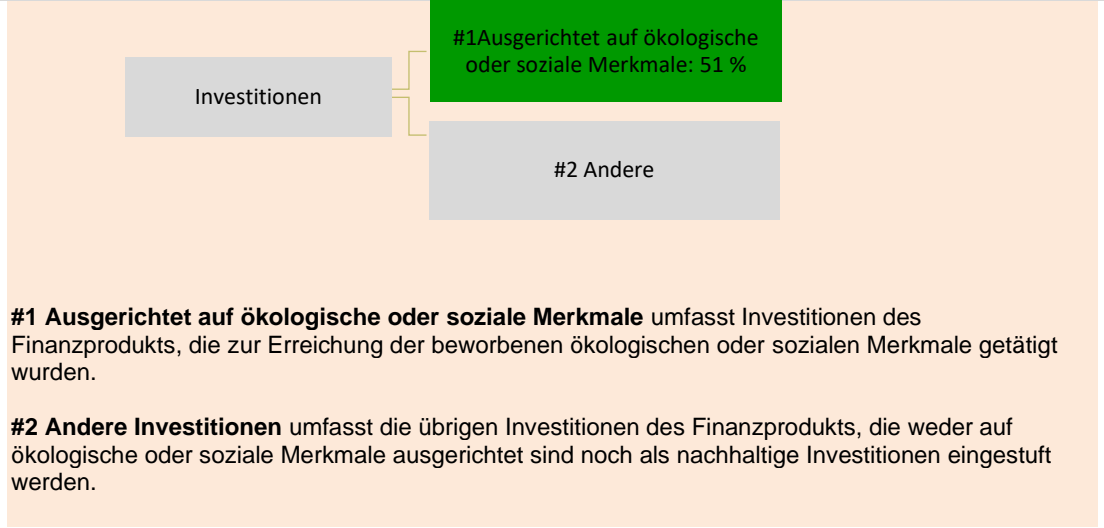 #1Ausgerichtet auf ökologische
oder soziale Merkmale: 51 %
Investitionen
#2 Andere
#1 Ausgerichtet auf ökologische oder soziale Merkmale umfasst Investitionen des
Finanzprodukts, die zur Erreichung der beworbenen ökologischen oder sozialen Merkmale getätigt
wurden.
#2 Andere Investitionen umfasst die übrigen Investitionen des Finanzprodukts, die weder auf
ökologische oder soziale Merkmale ausgerichtet sind noch als nachhaltige Investitionen eingestuft
werden.